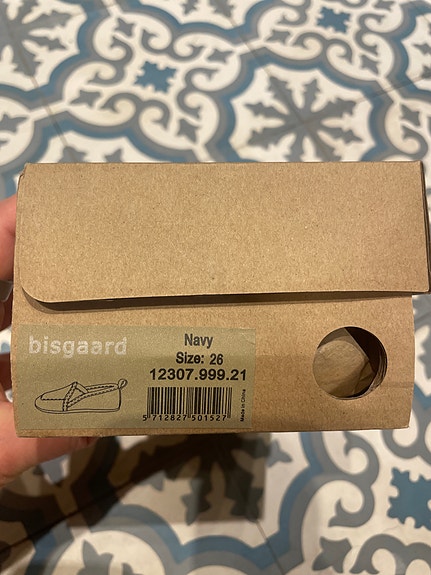 bisgaard
Navy
Size: 26
12307.999.21
5 712827 501527
Made in China